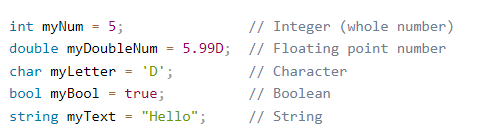 int myNum = 5;               // Integer (whole number)
double myDoubleNum = 5.99D;  // Floating point number
char myLetter = 'D';         // Character
bool myBool = true;          // Boolean
string myText = "Hello";     // String